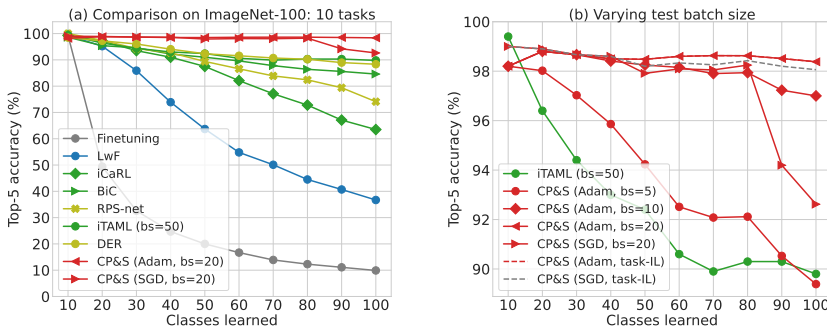 (a) Comparison on ImageNet-100: 10 tasks
Top-5 accuracy (%)
100
90
80
70
60
50
40
30
20
10
0
Finetuning
LwF
iCaRL
BiC
RPS-net
iTAML (bs=50)
DER
CP&S (Adam, bs=20)
CP&S (SGD, bs=20)
10 20 30 40 50 60 70 80 90 100
Classes learned
(b) Varying test batch size
Top-5 accuracy (%)
100
98
96
94
92
90
iTAML (bs=50)
CP&S (Adam, bs=5)
CP&S (Adam, bs=10)
CP&S (Adam, bs=20)
CP&S (SGD, bs=20)
CP&S (Adam, task-IL)
CP&S (SGD, task-IL)
10 20 30 40 50 60 70 80 90 100
Classes learned